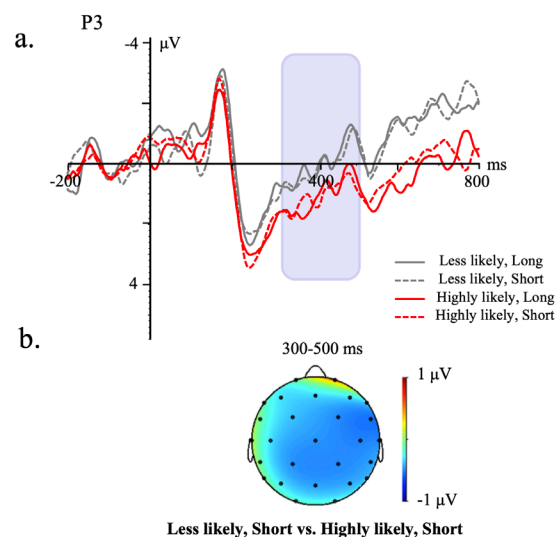 P3
a.
-4
µV
-200
400
800
ms
4
Less likely, Long
Less likely, Short
Highly likely, Long
Highly likely, Short
b.
300-500 ms
1 µV
-1 µV
Less likely, Short vs. Highly likely, Short